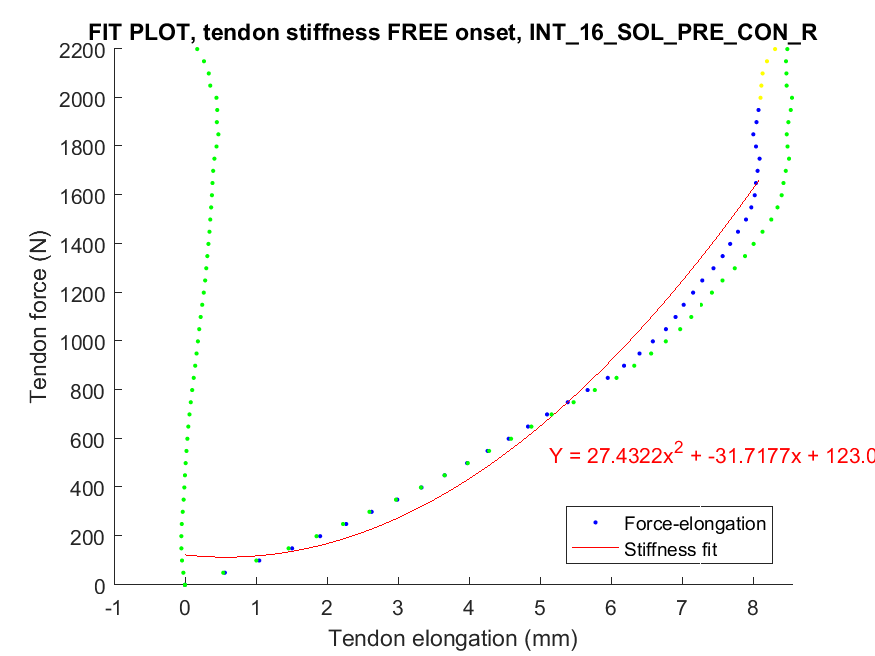 FIT PLOT, tendon stiffness FREE onset, INT_16_SOL_PRE_CON_R
2200
2000
1800
1600
1400
1200
1000
800
600
400
200
0
Tendon force (N)
Y = 27.4322x² + -31.7177x + 123.0
Force-elongation
Stiffness fit
-1 0 1 2 3 4 5 6 7 8
Tendon elongation (mm)